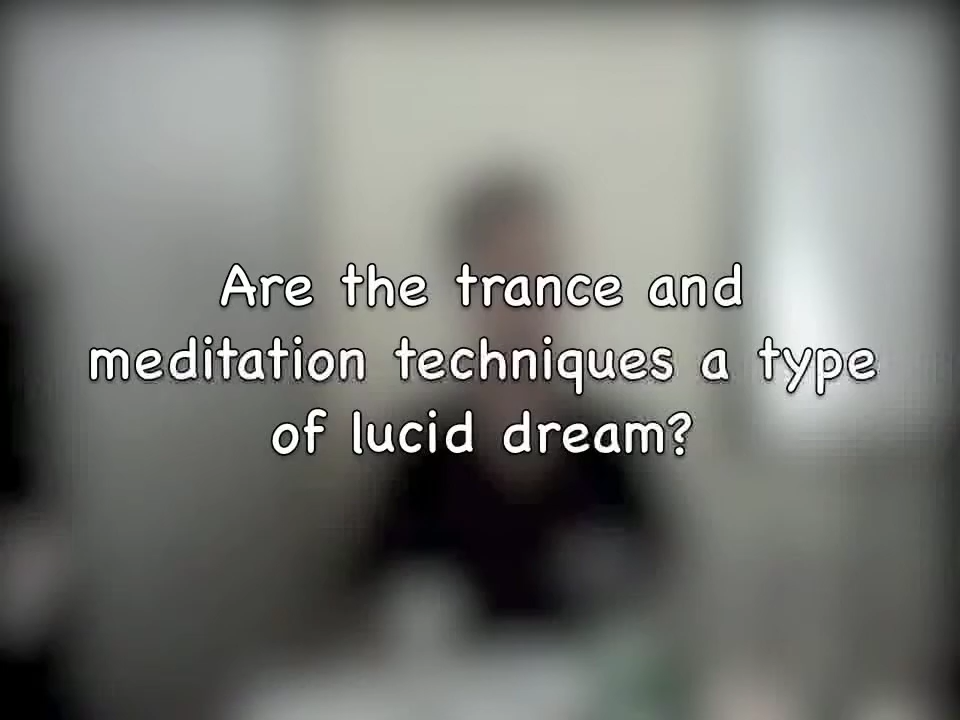 Are the trance and
meditation techniques a type
of lucid dream?